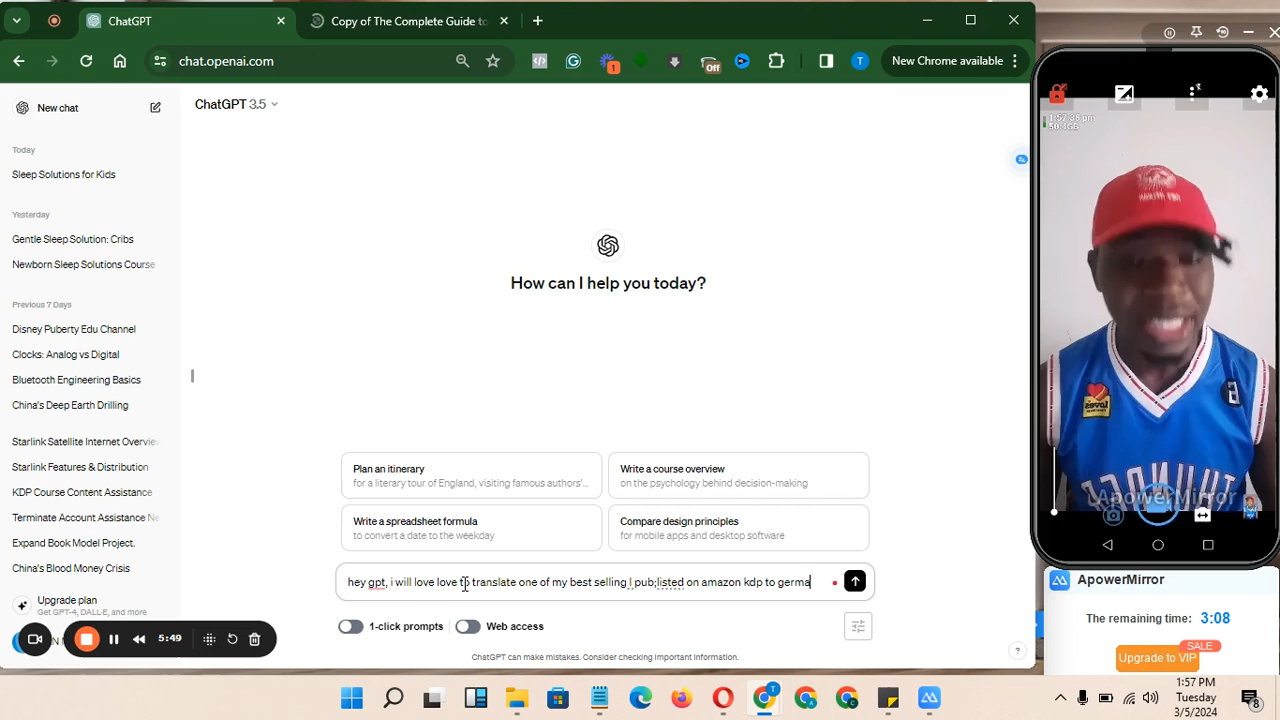 ChatGPT
Copy of The Complete Guide to
chat.openai.com
1
Off
T
New Chrome available
New chat
ChatGPT 3.5
Today
Sleep Solutions for Kids
Yesterday
Gentle Sleep Solution: Cribs
Newborn Sleep Solutions Course
Previous 7 Days
Disney Puberty Edu Channel
Clocks: Analog vs Digital
Bluetooth Engineering Basics
China's Deep Earth Drilling
Starlink Satellite Internet Overvie
Starlink Features & Distribution
KDP Course Content Assistance
Terminate Account Assistance Ne
Expand Book Model Project.
China's Money Crisis
Upgrade plan
Get GPT-4, DALL·E, and more
5:49
How can I help you today?
Plan an itinerary
for a literary tour of England, visiting famous authors'...
Write a course overview
on the psychology behind decision-making
Write a spreadsheet formula
to convert a date to the weekday
Compare design principles
for mobile apps and desktop software
hey gpt, i will love love to translate one of my best selling l pub;listed on amazon kdp to germa
1-click prompts
Web access
ChatGPT can make mistakes. Consider checking important information.
?
1:57:39 pm
ApowerMirror
ApowerMirror
The remaining time: 3:08
SALE
Upgrade to VIP
1:57 PM
Tuesday
3/5/2024
8